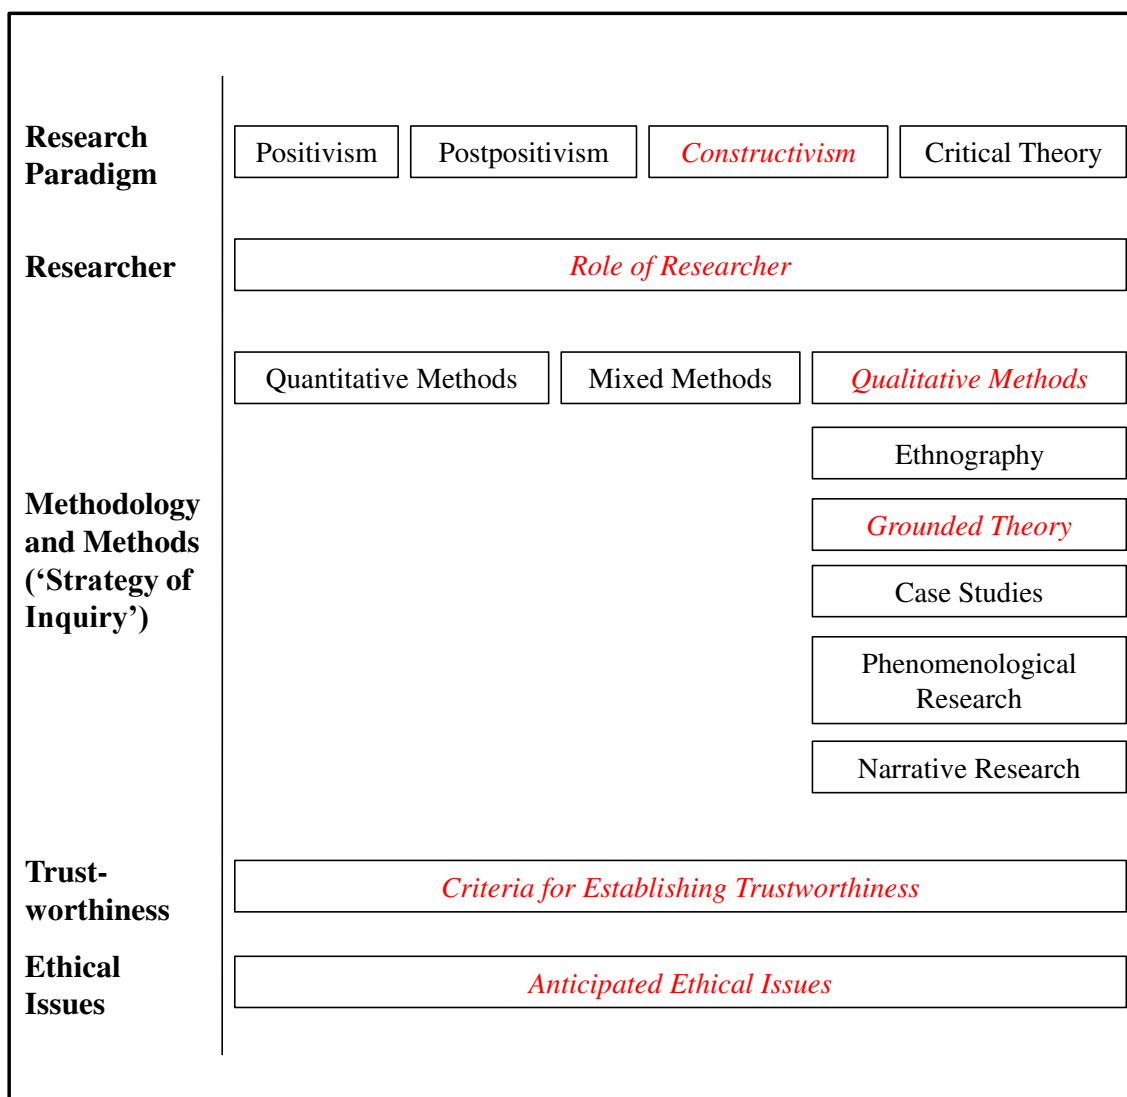 Research
Paradigm
Positivism
Postpositivism
Constructivism
Critical Theory
Researcher
Role of Researcher
Quantitative Methods
Mixed Methods
Qualitative Methods
Methodology
and Methods
(‘Strategy of
Inquiry’)
Ethnography
Grounded Theory
Case Studies
Phenomenological
Research
Narrative Research
Trust-
worthiness
Criteria for Establishing Trustworthiness
Ethical
Issues
Anticipated Ethical Issues